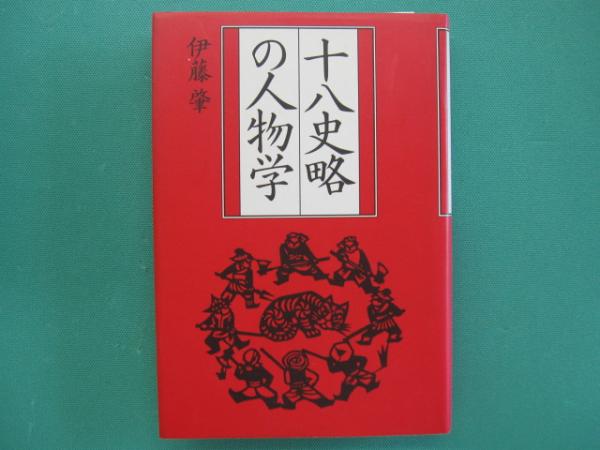 十八史略
の人物学
伊藤肇